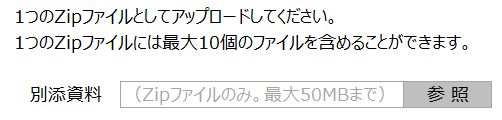 1つのZipファイルとしてアップロードしてください。
1つのZipファイルには最大10個のファイルを含めることができます。
別添資料 （Zipファイルのみ。最大50MBまで） 参 照